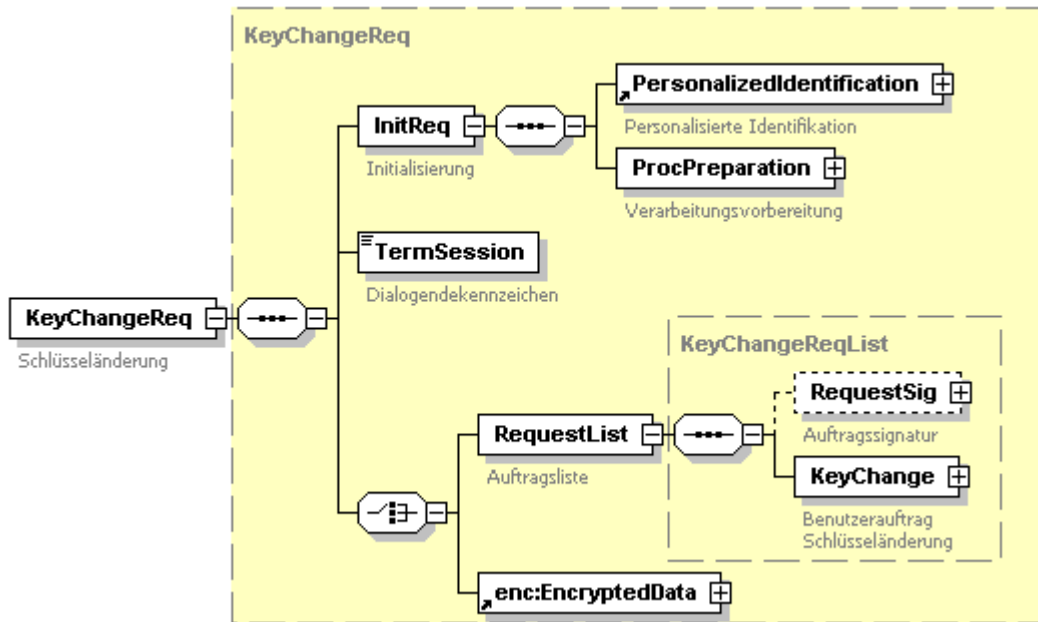 KeyChangeReq
PersonalizedIdentification
InitReq
Personalisierte Identifikation
Initialisierung
ProcPreparation
Verarbeitungsvorbereitung
TermSession
Dialogendekennzeichen
KeyChangeReq
Schlüsseländerung
KeyChangeReqList
RequestSig
RequestList
Auftragssignatur
Auftragsliste
KeyChange
Benutzerauftrag
Schlüsseländerung
enc:EncryptedData